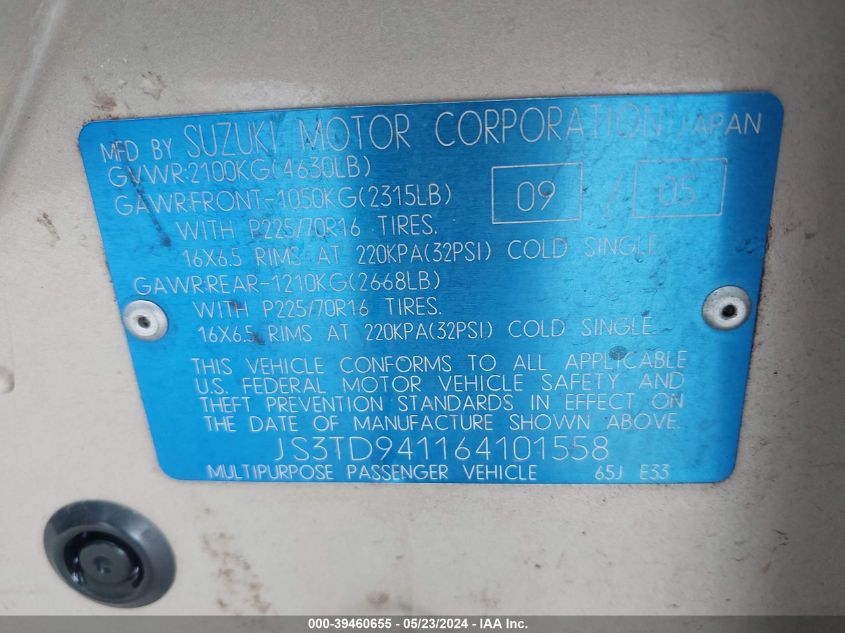 MFD BY SUZUKI MOTOR CORPORATION JAPAN
GVWR:2100KG(4630LB)
GAWR:FRONT-1050KG(2315LB) 09 / 05
WITH P225/70R16 TIRES.
16X6.5 RIMS AT 220KPA(32PSI) COLD SINGLE.
GAWR:REAR-1210KG(2668LB)
WITH P225/70R16 TIRES.
16X6.5 RIMS AT 220KPA(32PSI) COLD SINGLE.
THIS VEHICLE CONFORMS TO ALL APPLICABLE
U.S. FEDERAL MOTOR VEHICLE SAFETY AND
THEFT PREVENTION STANDARDS IN EFFECT ON
THE DATE OF MANUFACTURE SHOWN ABOVE.
JS3TD941164101558
MULTIPURPOSE PASSENGER VEHICLE 65J E33
000-39460655 - 05/23/2024 - IAA Inc.